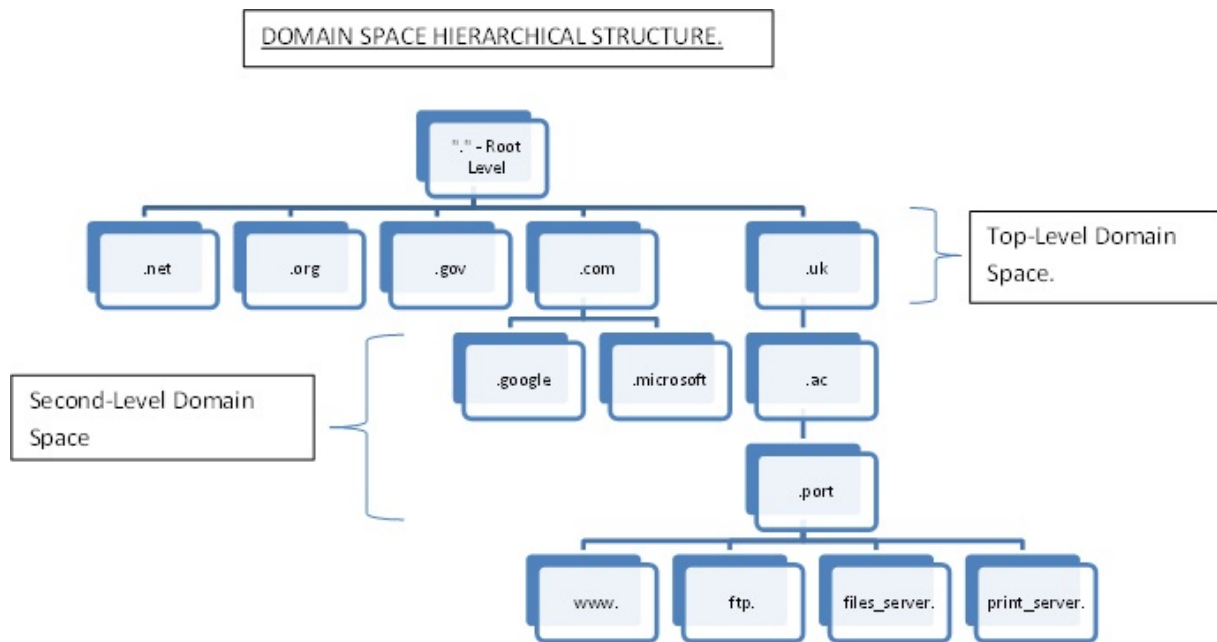 DOMAIN SPACE HIERARCHICAL STRUCTURE.
"." - Root
Level
.net
.org
.gov
.com
.uk
Top-Level Domain
Space.
.google
.microsoft
.ac
Second-Level Domain
Space
.port
www.
ftp.
files_server.
print_server.